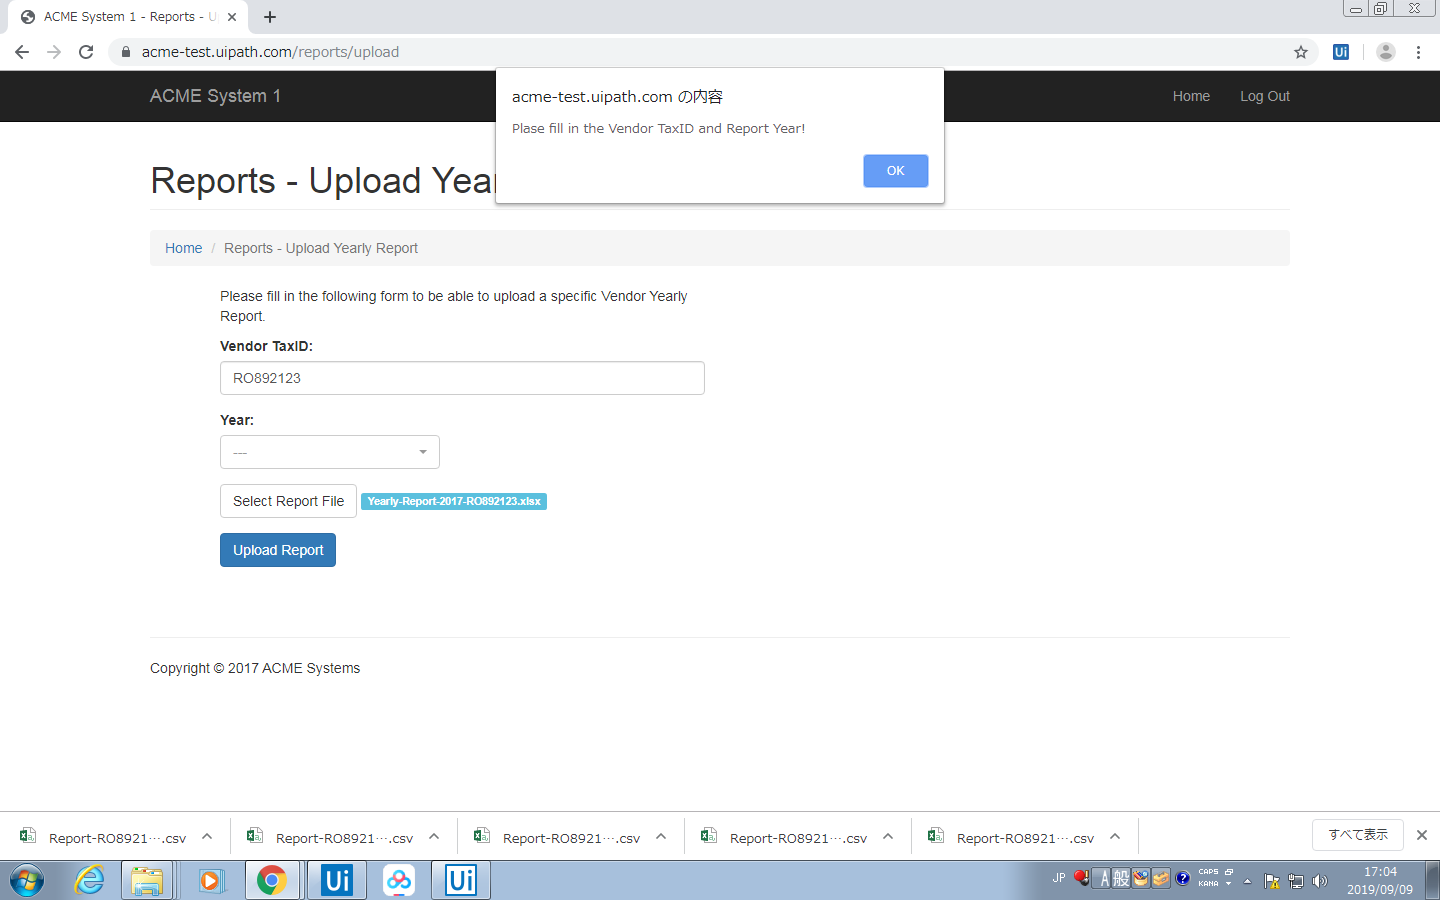 ACME System 1 - Reports - U
acme-test.uipath.com/reports/upload
Ui
ACME System 1
Home
Log Out
acme-test.uipath.com の内容
Plase fill in the Vendor TaxID and Report Year!
OK
Reports - Upload Year
Home / Reports - Upload Yearly Report
Please fill in the following form to be able to upload a specific Vendor Yearly
Report.
Vendor TaxID:
RO892123
Year:
---
Select Report File
Yearly-Report-2017-RO892123.xlsx
Upload Report
Copyright © 2017 ACME Systems
Report-RO8921….csv
Report-RO8921….csv
Report-RO8921….csv
Report-RO8921….csv
Report-RO8921….csv
すべて表示
Ui
Ui
JP
A 般
CAPS
KANA
17:04
2019/09/09